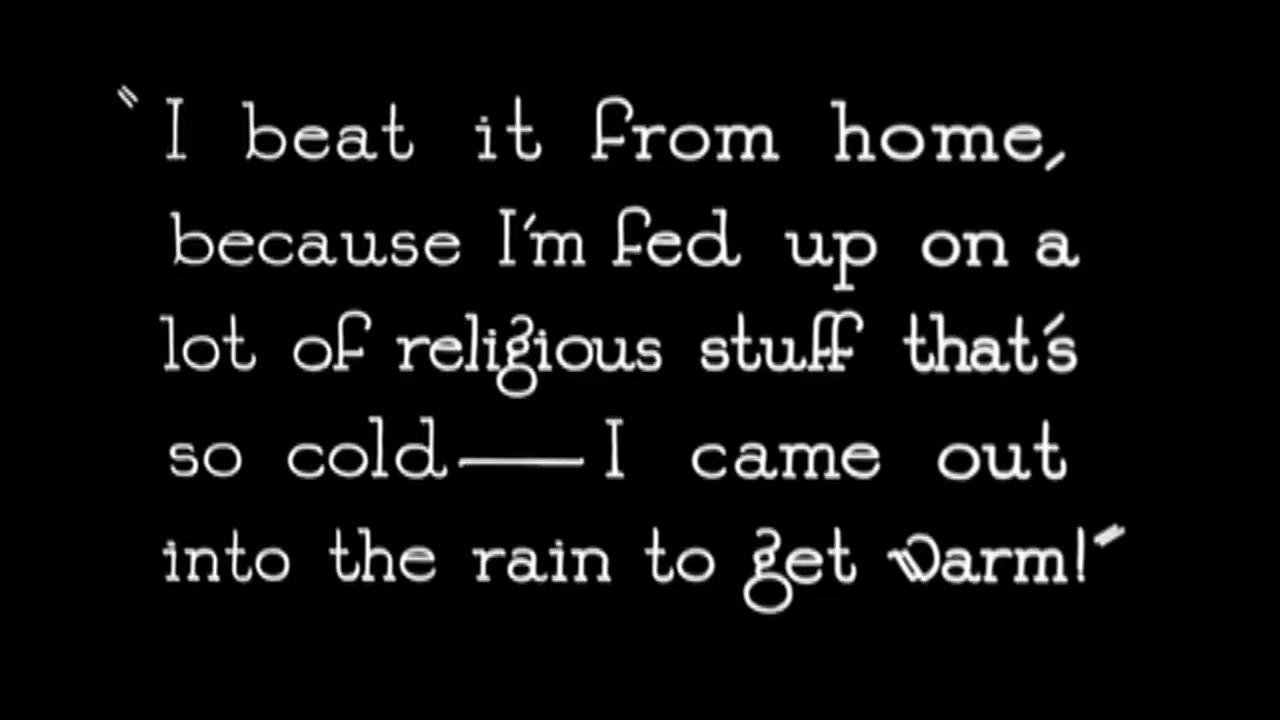 "I beat it from home,
because I'm fed up on a
lot of religious stuff that's
so cold—I came out
into the rain to get warm!"